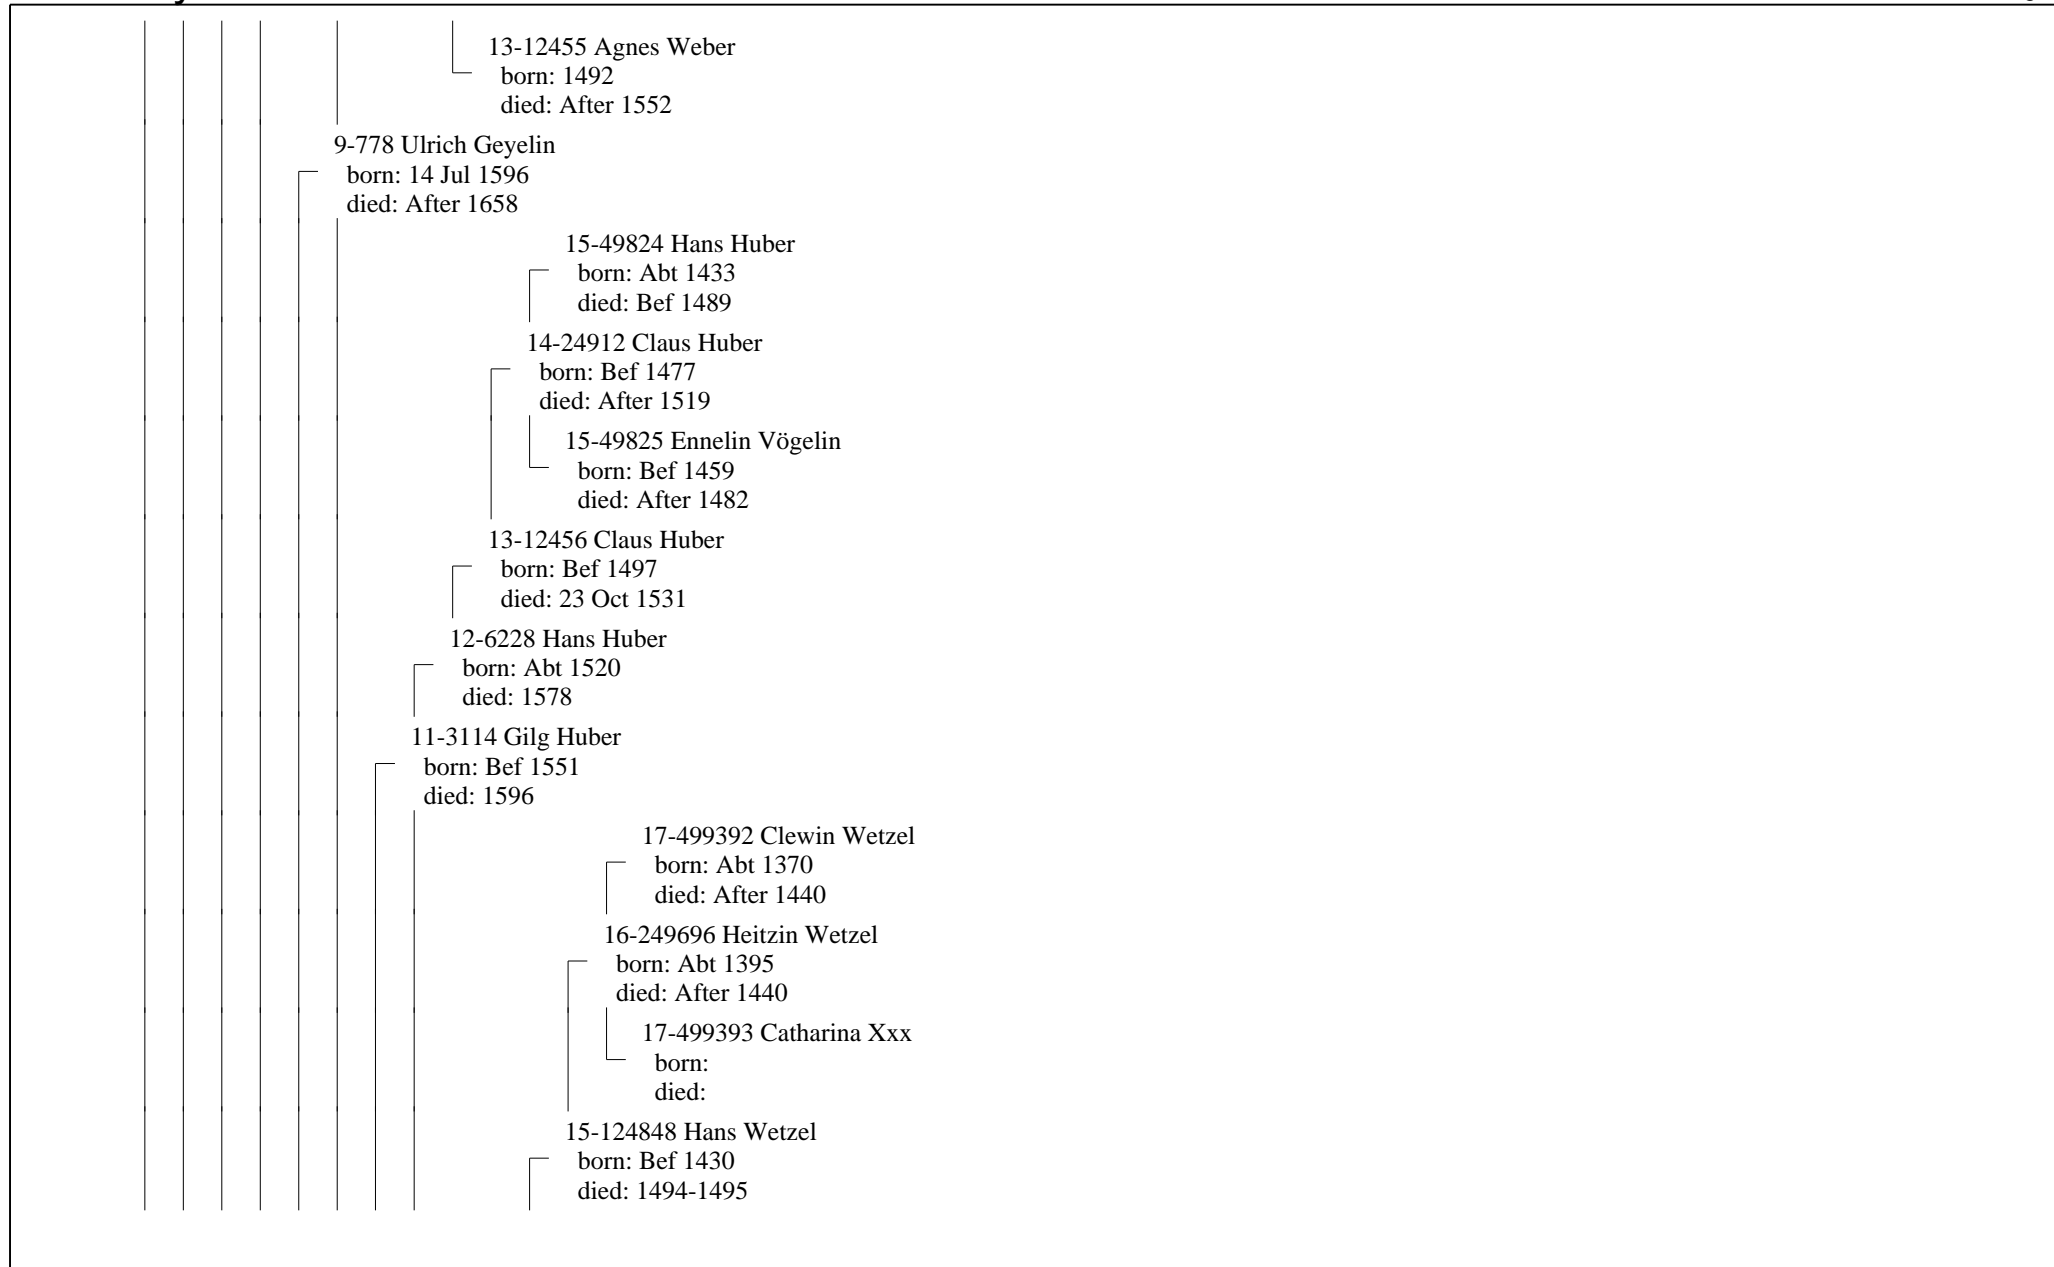 13-12455 Agnes Weber
born: 1492
died: After 1552
9-778 Ulrich Geyelin
born: 14 Jul 1596
died: After 1658
15-49824 Hans Huber
born: Abt 1433
died: Bef 1489
14-24912 Claus Huber
born: Bef 1477
died: After 1519
15-49825 Ennelin Vögelin
born: Bef 1459
died: After 1482
13-12456 Claus Huber
born: Bef 1497
died: 23 Oct 1531
12-6228 Hans Huber
born: Abt 1520
died: 1578
11-3114 Gilg Huber
born: Bef 1551
died: 1596
17-499392 Clewin Wetzel
born: Abt 1370
died: After 1440
16-249696 Heitzin Wetzel
born: Abt 1395
died: After 1440
17-499393 Catharina Xxx
born:
died:
15-124848 Hans Wetzel
born: Bef 1430
died: 1494-1495